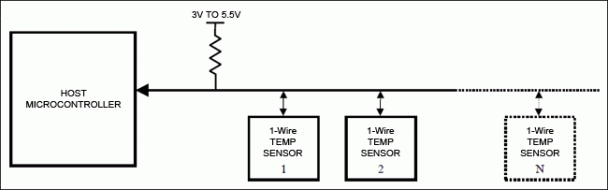 3V TO 5.5V
HOST
MICROCONTROLLER
1-Wire
TEMP
SENSOR
1
1-Wire
TEMP
SENSOR
2
1-Wire
TEMP
SENSOR
N